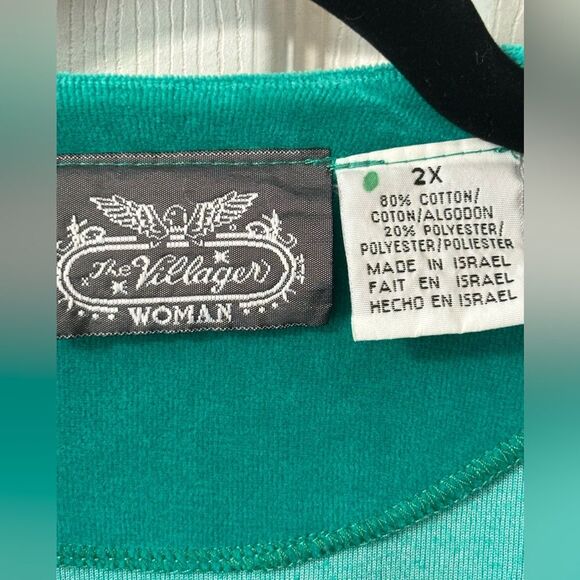 The Villager
WOMAN
2X
80% COTTON/
COTON/ALGODON
20% POLYESTER/
POLYESTER/POLIESTER
MADE IN ISRAEL
FAIT EN ISRAEL
HECHO EN ISRAEL